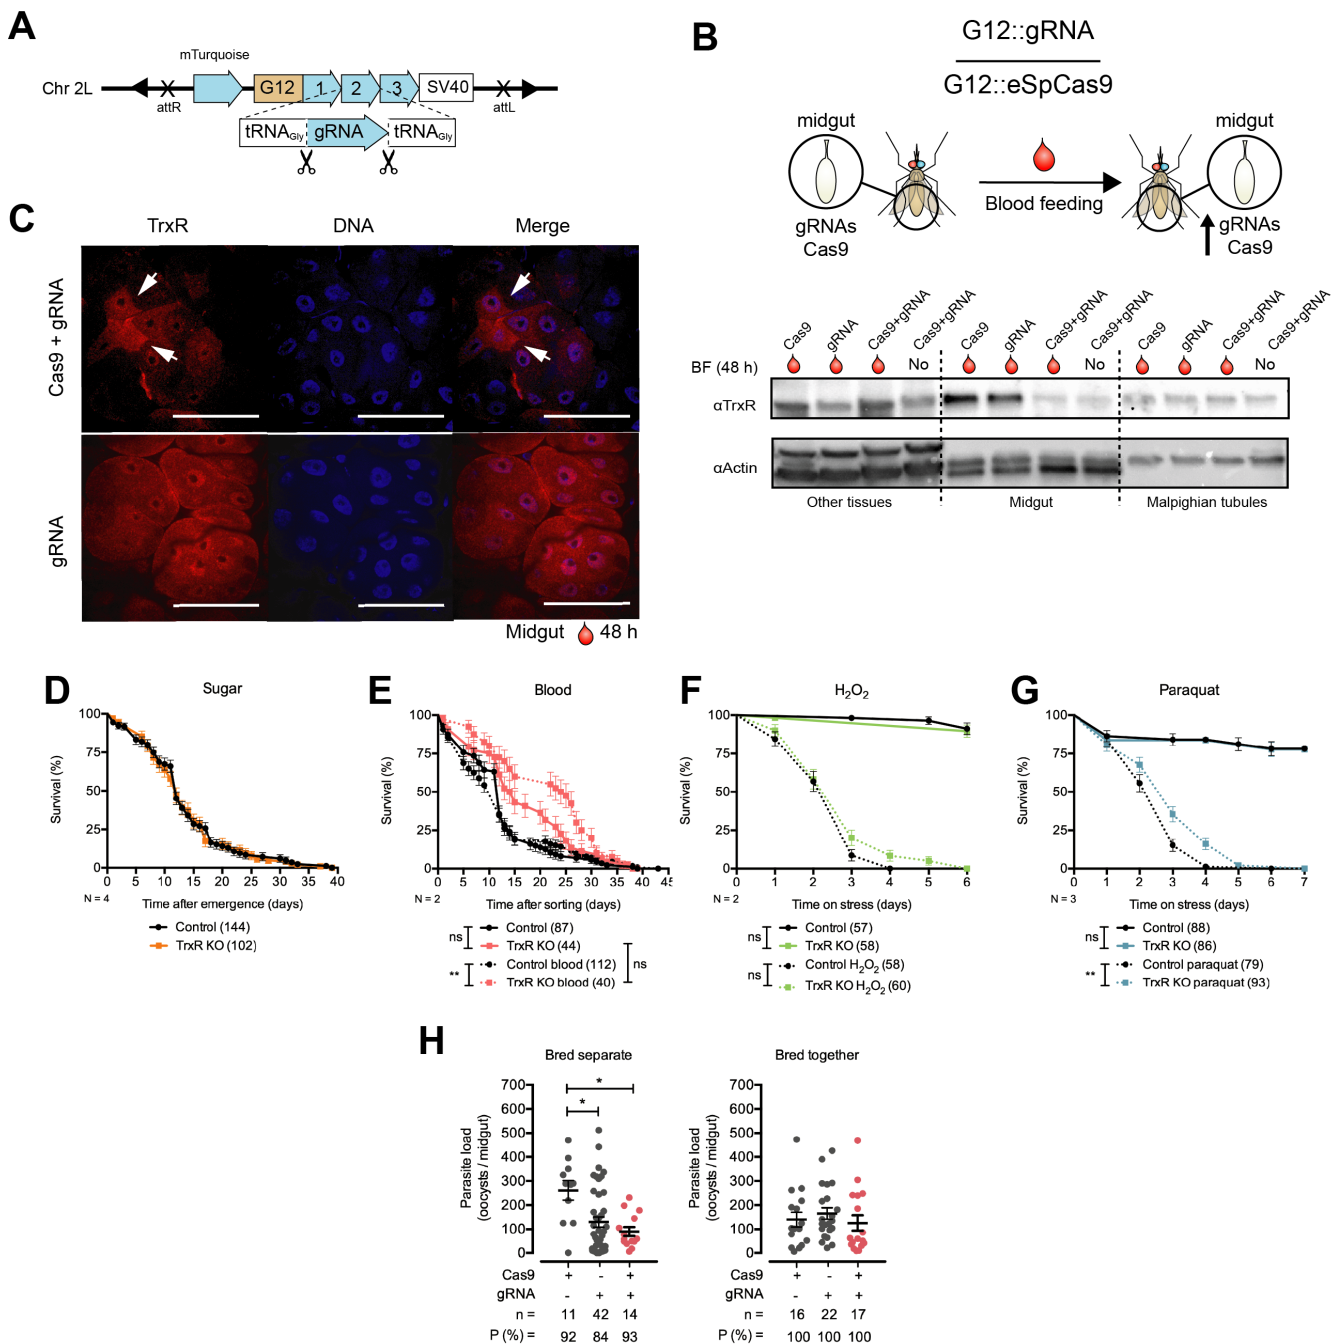 A
mTurquoise
Chr 2L
G12
1
2
3
SV40
attR
attL
tRNAGly
gRNA
tRNAGly
B
G12::gRNA
G12::eSpCas9
midgut
midgut
Blood feeding
gRNAs
Cas9
gRNAs
Cas9
Cas9
gRNA
Cas9+gRNA
Cas9+gRNA
Cas9
gRNA
Cas9+gRNA
Cas9+gRNA
Cas9
gRNA
Cas9+gRNA
Cas9+gRNA
BF (48 h)
No
No
No
αTrxR
αActin
Other tissues
Midgut
Malpighian tubules
C
TrxR
DNA
Merge
Cas9 + gRNA
gRNA
Midgut
48 h
D
Sugar
Survival (%)
100
75
50
25
0
0 5 10 15 20 25 30 35 40
N = 4
Time after emergence (days)
Control (144)
TrxR KO (102)
E
Blood
Survival (%)
100
75
50
25
0
0 5 10 15 20 25 30 35 40 45
N = 2
Time after sorting (days)
ns
Control (87)
TrxR KO (44)
**
Control blood (112)
TrxR KO blood (40)
ns
F
H2O2
Survival (%)
100
75
50
25
0
0 1 2 3 4 5 6
N = 2
Time on stress (days)
ns
Control (57)
TrxR KO (58)
ns
Control H2O2 (58)
TrxR KO H2O2 (60)
G
Paraquat
Survival (%)
100
75
50
25
0
0 1 2 3 4 5 6 7
N = 3
Time on stress (days)
ns
Control (88)
TrxR KO (86)
**
Control paraquat (79)
TrxR KO paraquat (93)
H
Bred separate
Parasite load
(oocysts / midgut)
700
600
500
400
300
200
100
0
*
*
Cas9 + - +
gRNA - + +
n = 11 42 14
P (%) = 92 84 93
Bred together
Parasite load
(oocysts / midgut)
700
600
500
400
300
200
100
0
Cas9 + - +
gRNA - + +
n = 16 22 17
P (%) = 100 100 100